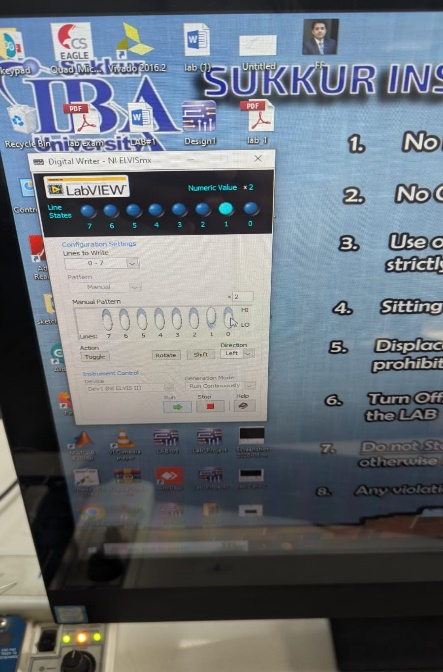 keypad
CS
EAGLE
Quad_Mic...
Vivado 2016.2
lab (1)
Untitled
SUKKUR INS
IBA
University
Recycle Bin
PDF
lab exam
LAB#1
Design1
PDF
lab 1
1. No
2. No
3. Use o
strictly
4. Sitting
5. Displac
prohibit
6. Turn Off
the LAB
7. Do not St
otherwise
8. Any violati
Digital Writer - NI ELVISmx
LabVIEW
Numeric Value × 2
Line
States
7 6 5 4 3 2 1 0
Configuration Settings
Lines to Write
0 - 7
Pattern
Manual
Manual Pattern
× 2
HI
LO
Lines: 7 6 5 4 3 2 1 0
Action
Toggle
Rotate
Shift
Direction
Left
Instrument Control
Device
Dev1 (NI ELVIS II)
Generation Mode
Run Continuously
Run
Stop
Help